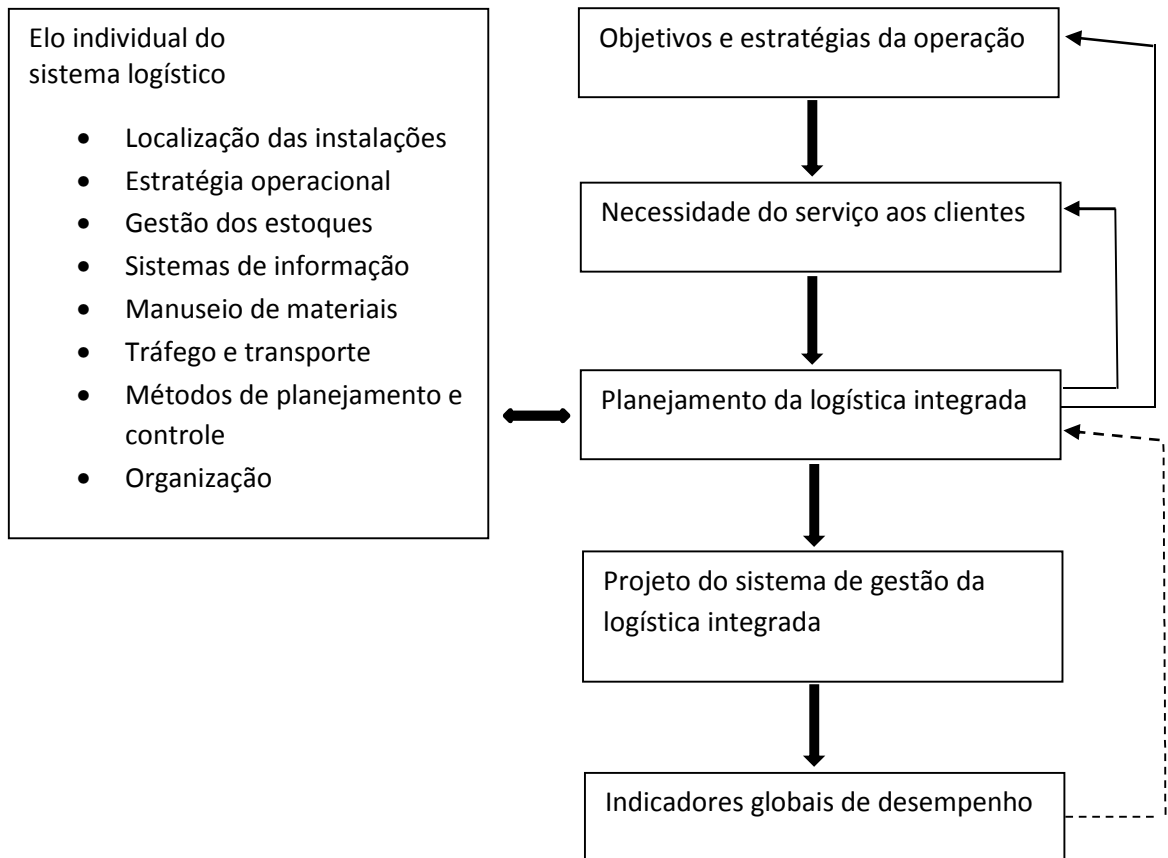 Elo individual do
sistema logístico
• Localização das instalações
• Estratégia operacional
• Gestão dos estoques
• Sistemas de informação
• Manuseio de materiais
• Tráfego e transporte
• Métodos de planejamento e
controle
• Organização
Objetivos e estratégias da operação
Necessidade do serviço aos clientes
Planejamento da logística integrada
Projeto do sistema de gestão da
logística integrada
Indicadores globais de desempenho